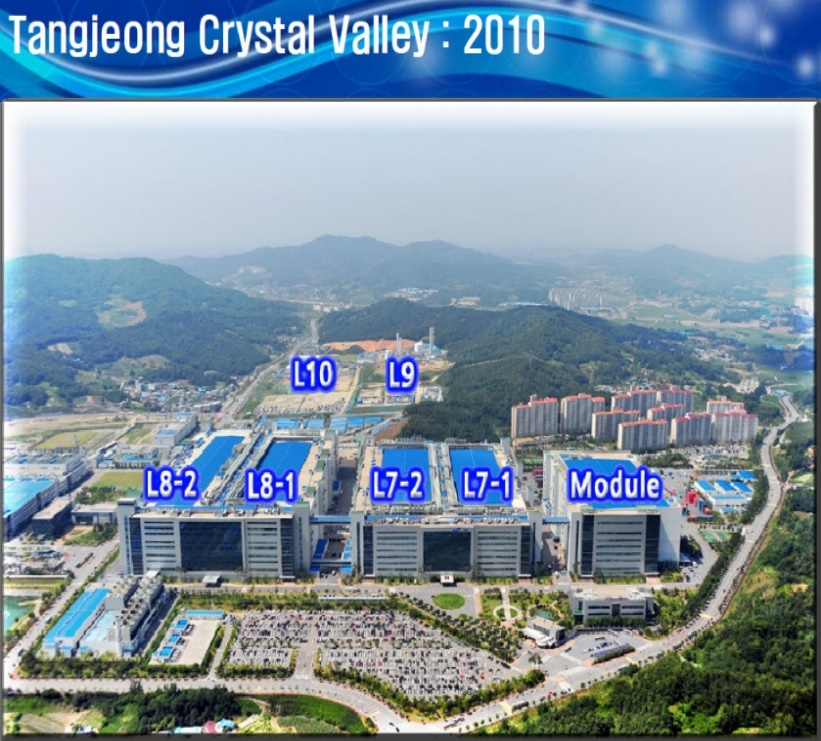 Tangjeong Crystal Valley : 2010
L10
L9
L8-2
L8-1
L7-2
L7-1
Module